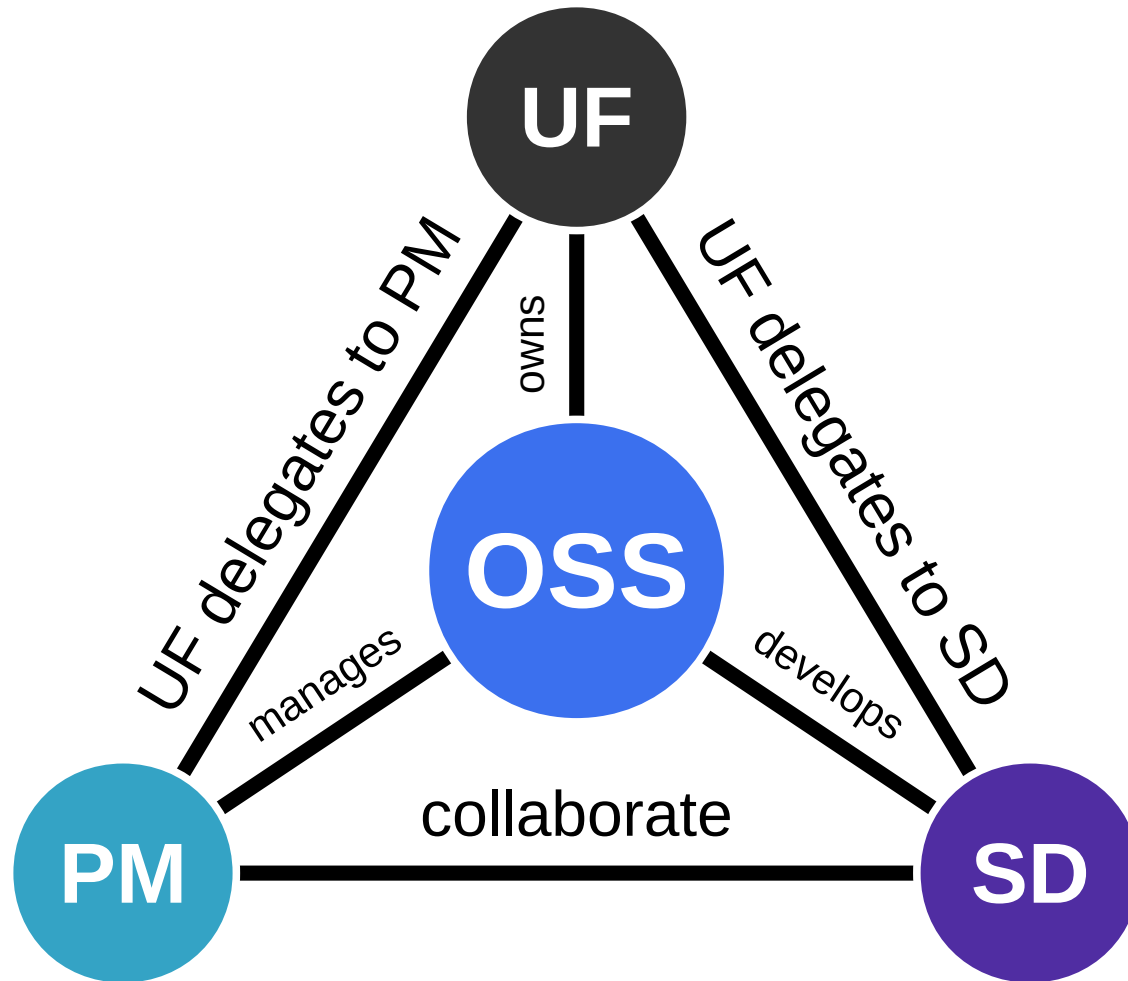 UF
UF delegates to PM
owns
UF delegates to SD
OSS
manages
develops
collaborate
PM
SD